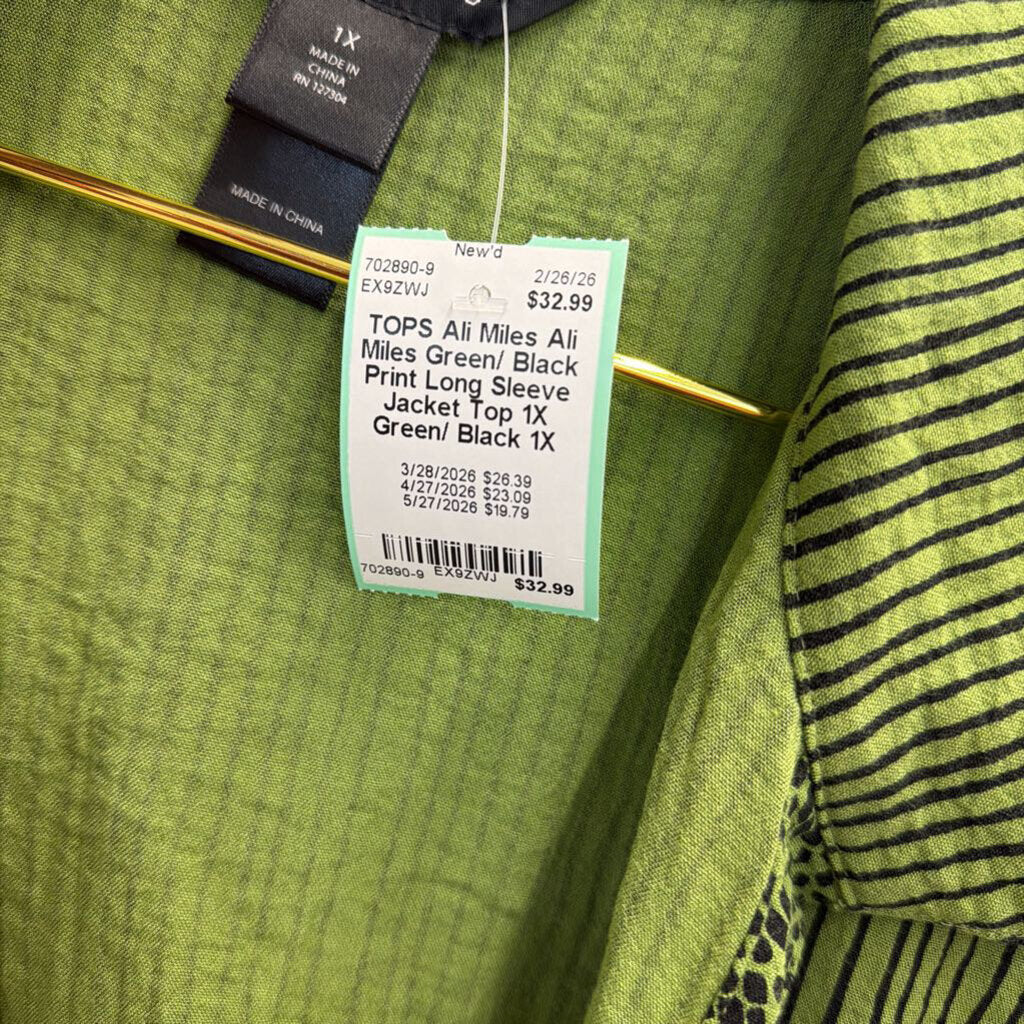 1X
MADE IN
CHINA
RN 127304
MADE IN CHINA
New'd
702890-9 2/26/26
EX9ZWJ $32.99
TOPS Ali Miles Ali
Miles Green/ Black
Print Long Sleeve
Jacket Top 1X
Green/ Black 1X
3/28/2026 $26.39
4/27/2026 $23.09
5/27/2026 $19.79
702890-9 EX9ZWJ $32.99